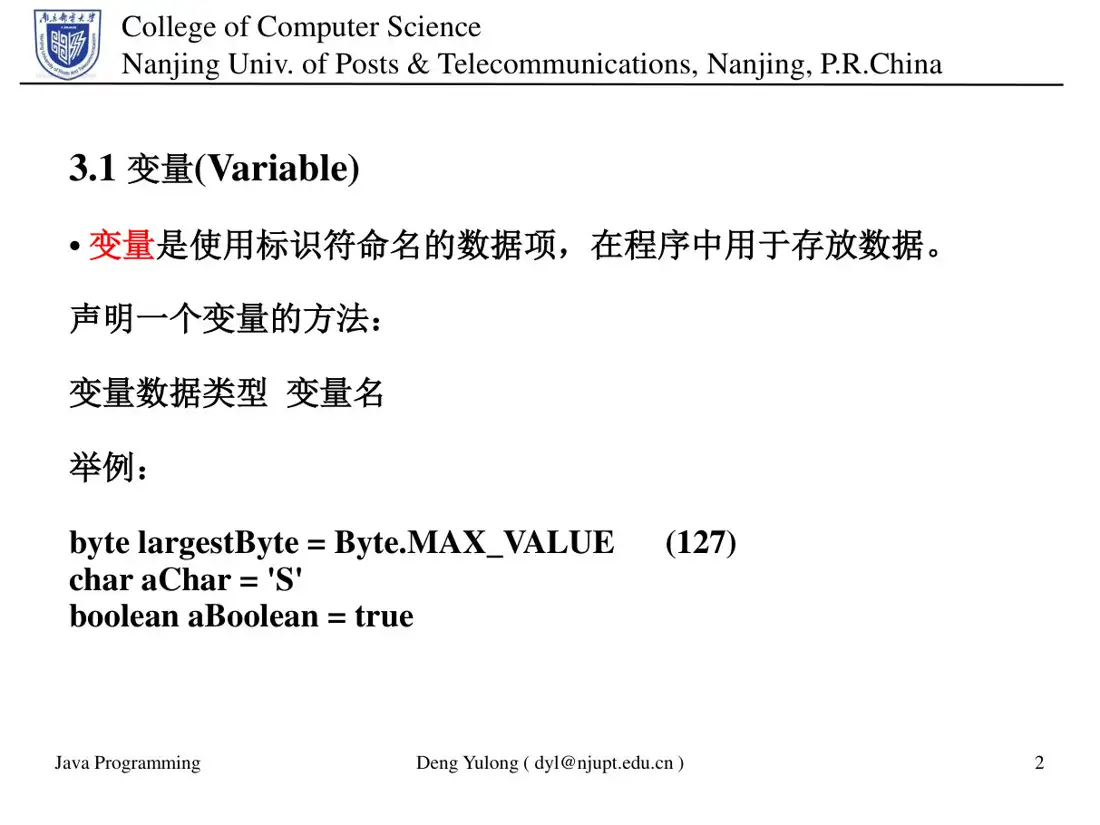 College of Computer Science
Nanjing Univ. of Posts & Telecommunications, Nanjing, P.R.China
3.1 变量(Variable)
• 变量是使用标识符命名的数据项，在程序中用于存放数据。
声明一个变量的方法：
变量数据类型 变量名
举例：
byte largestByte = Byte.MAX_VALUE (127)
char aChar = 'S'
boolean aBoolean = true
Java Programming
Deng Yulong ( dyl@njupt.edu.cn )
2